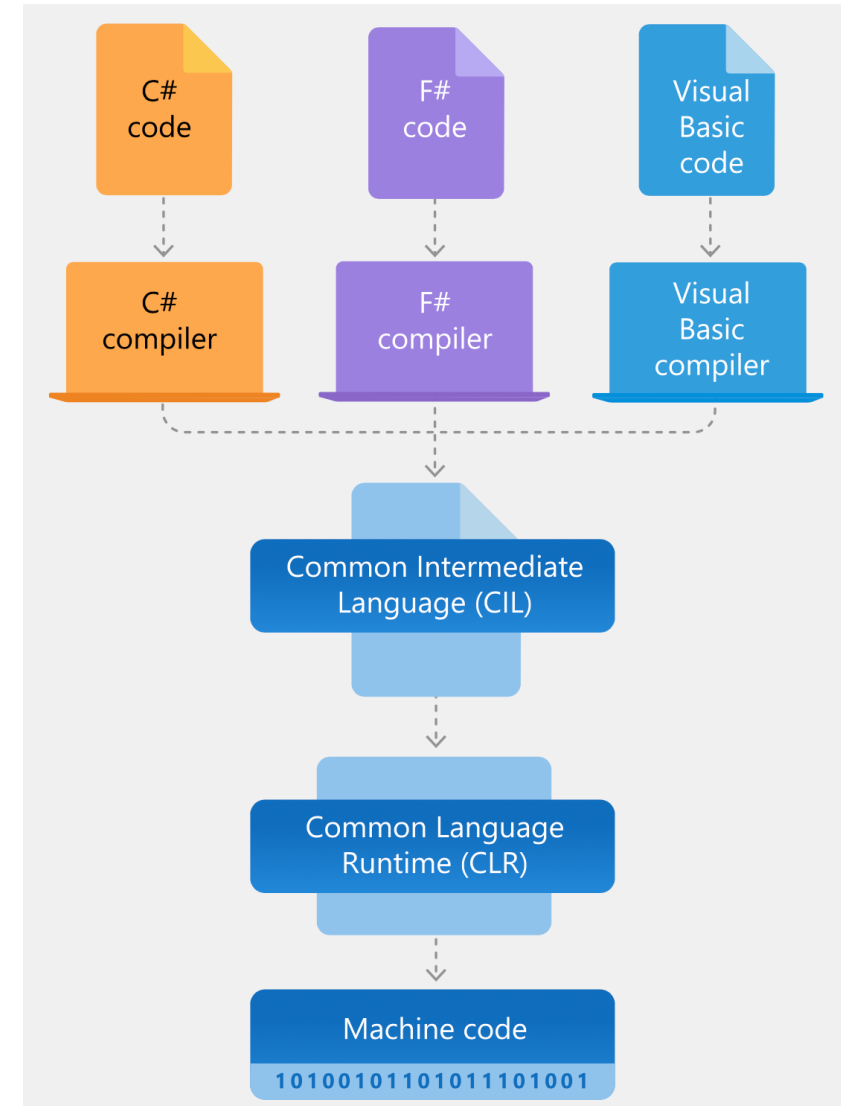 C#
code
F#
code
Visual
Basic
code
C#
compiler
F#
compiler
Visual
Basic
compiler
Common Intermediate
Language (CIL)
Common Language
Runtime (CLR)
Machine code
101001011010111101001